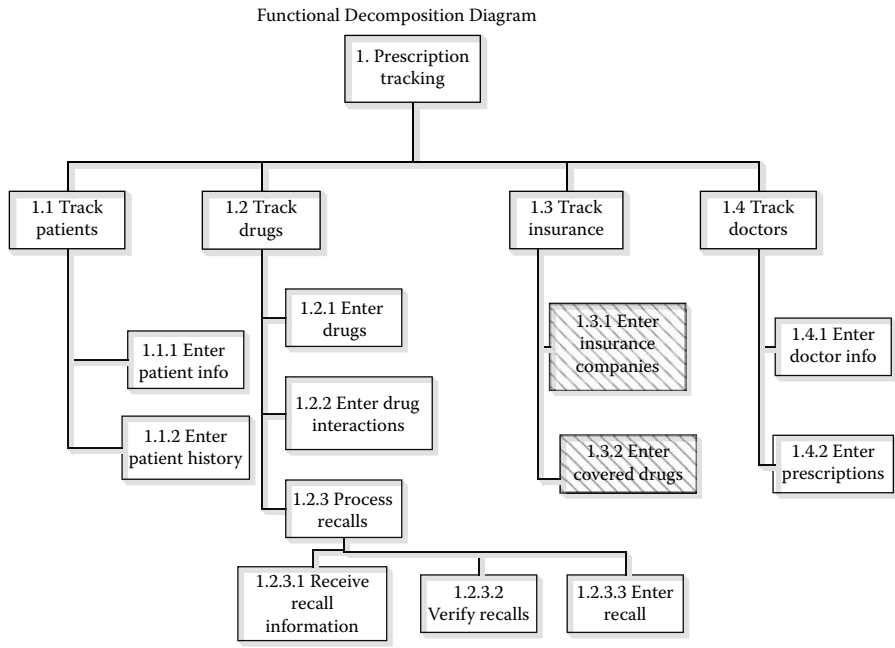 Functional Decomposition Diagram
1. Prescription
tracking
1.1 Track
patients
1.2 Track
drugs
1.3 Track
insurance
1.4 Track
doctors
1.1.1 Enter
patient info
1.1.2 Enter
patient history
1.2.1 Enter
drugs
1.2.2 Enter drug
interactions
1.2.3 Process
recalls
1.2.3.1 Receive
recall
information
1.2.3.2
Verify recalls
1.2.3.3 Enter
recall
1.3.1 Enter
insurance
companies
1.3.2 Enter
covered drugs
1.4.1 Enter
doctor info
1.4.2 Enter
prescriptions